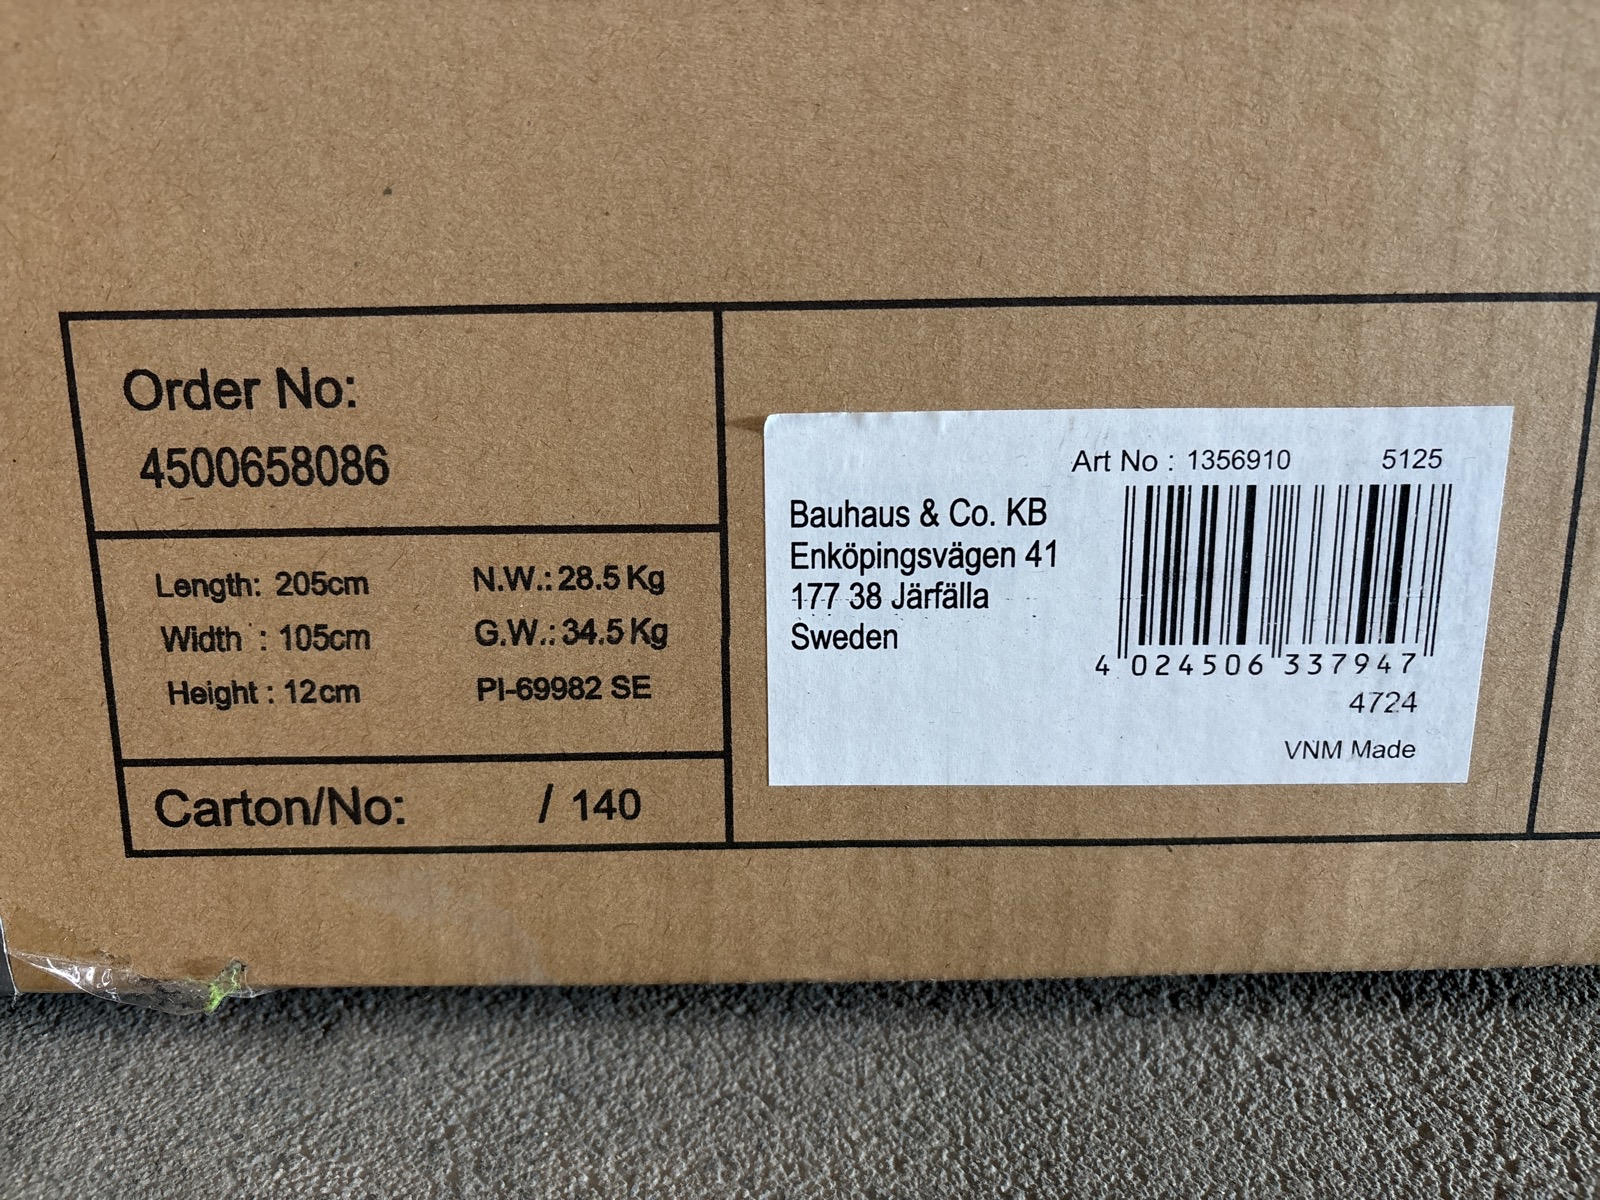 Order No:
4500658086
Length: 205cm
Width : 105cm
Height : 12cm
N.W.: 28.5 Kg
G.W.: 34.5 Kg
PI-69982 SE
Carton/No: / 140
Art No : 1356910 5125
Bauhaus & Co. KB
Enköpingsvägen 41
177 38 Järfälla
Sweden
4 024506 337947
4724
VNM Made